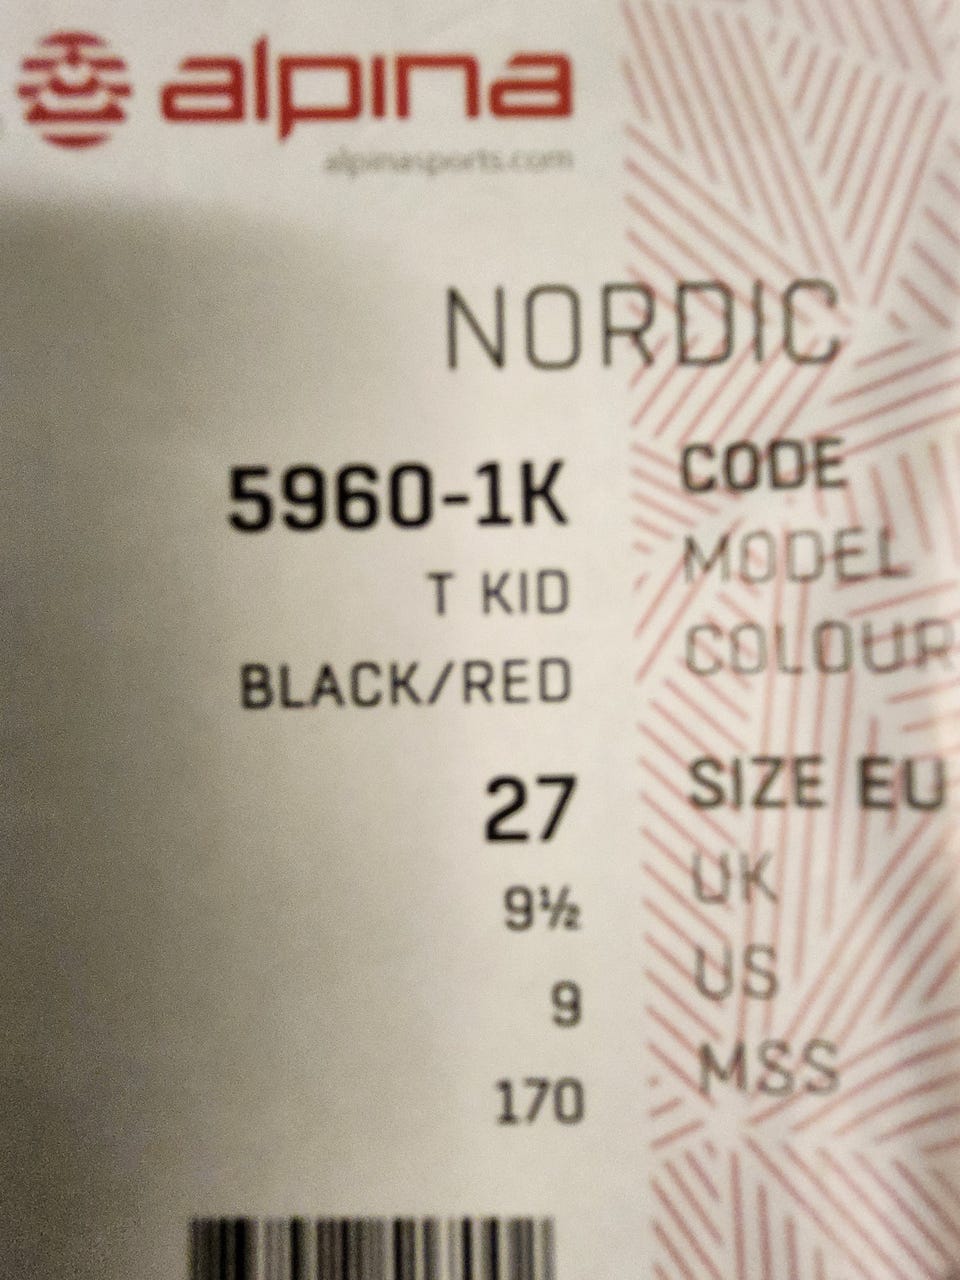 alpina
alpinasports.com
NORDIC
5960-1K CODE
T KID MODEL
BLACK/RED COLOUR
27 SIZE EU
9½ UK
9 US
170 MSS